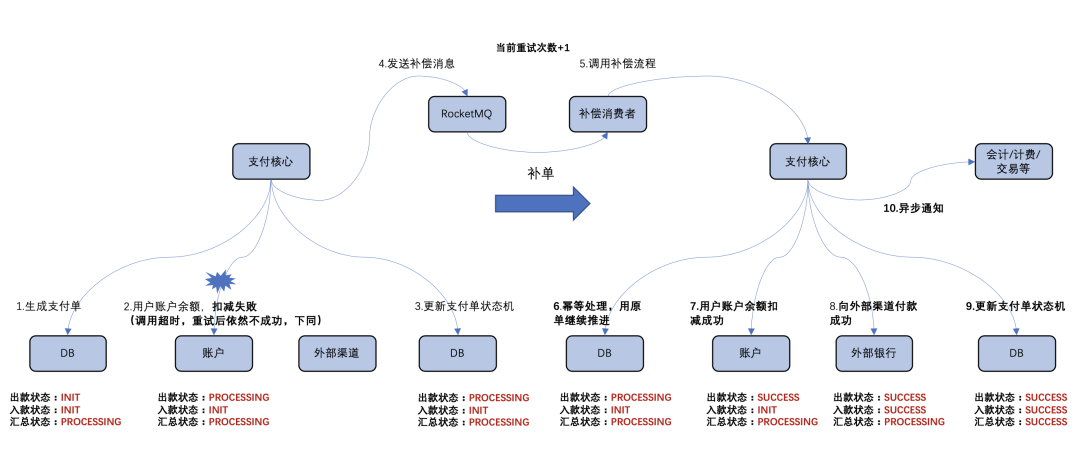 当前重试次数+1
4.发送补偿消息
5.调用补偿流程
RocketMQ
补偿消费者
支付核心
补单
支付核心
会计/计费/
交易等
10.异步通知
1.生成支付单
2.用户账户余额，扣减失败
（调用超时，重试后依然不成功，下同）
3.更新支付单状态机
6.幂等处理，用原
单继续推进
7.用户账户余额扣
减成功
8.向外部渠道付款
成功
9.更新支付单状态机
DB
账户
外部渠道
DB
DB
账户
外部银行
DB
出款状态：INIT
入款状态：INIT
汇总状态：PROCESSING
出款状态：PROCESSING
入款状态：INIT
汇总状态：PROCESSING
出款状态：PROCESSING
入款状态：INIT
汇总状态：PROCESSING
出款状态：PROCESSING
入款状态：INIT
汇总状态：PROCESSING
出款状态：SUCCESS
入款状态：INIT
汇总状态：PROCESSING
出款状态：SUCCESS
入款状态：SUCCESS
汇总状态：PROCESSING
出款状态：SUCCESS
入款状态：SUCCESS
汇总状态：SUCCESS